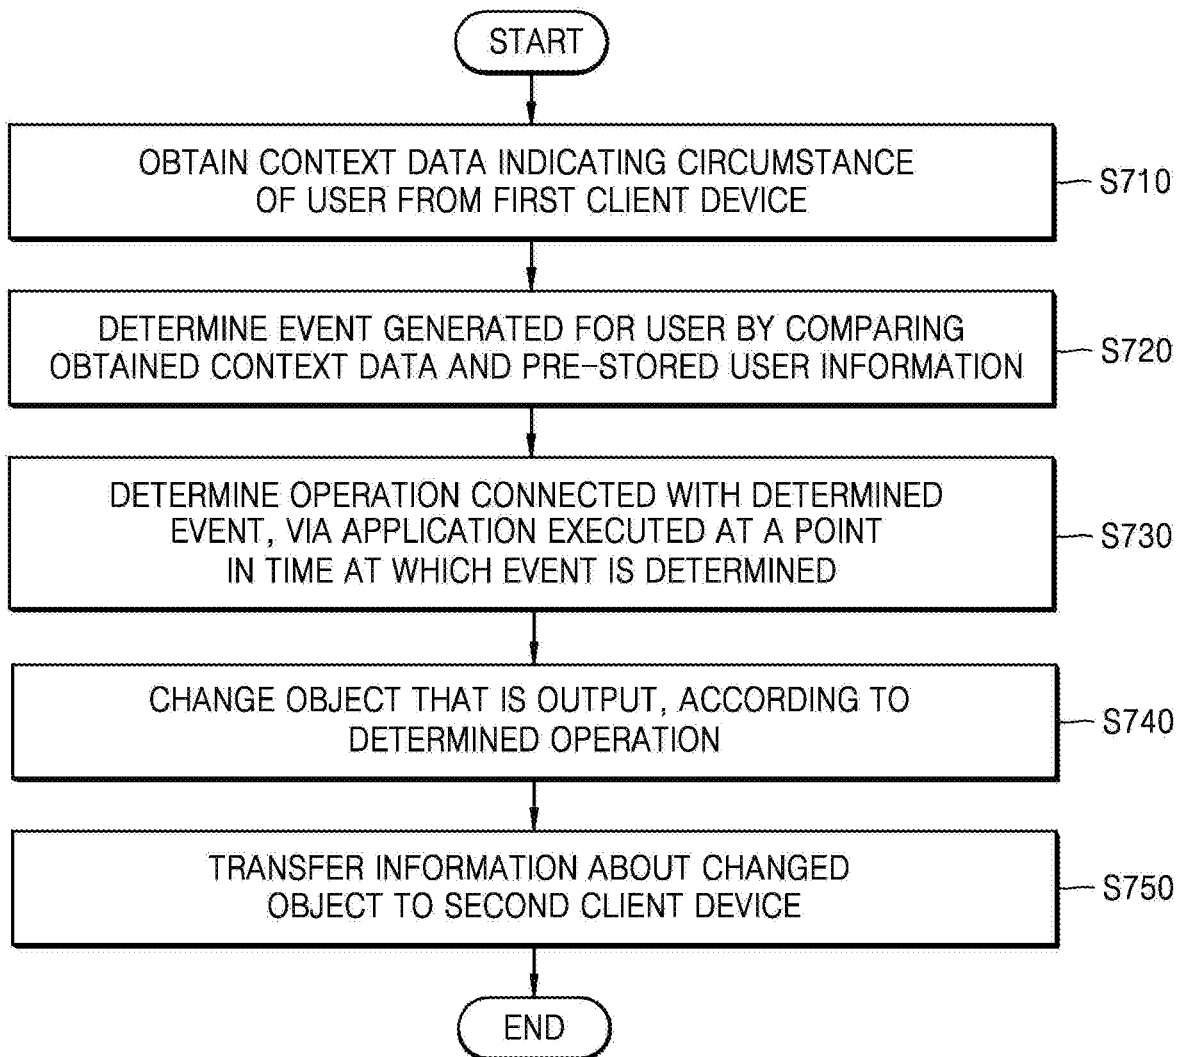 START
OBTAIN CONTEXT DATA INDICATING CIRCUMSTANCE
OF USER FROM FIRST CLIENT DEVICE
S710
DETERMINE EVENT GENERATED FOR USER BY COMPARING
OBTAINED CONTEXT DATA AND PRE-STORED USER INFORMATION
S720
DETERMINE OPERATION CONNECTED WITH DETERMINED
EVENT, VIA APPLICATION EXECUTED AT A POINT
IN TIME AT WHICH EVENT IS DETERMINED
S730
CHANGE OBJECT THAT IS OUTPUT, ACCORDING TO
DETERMINED OPERATION
S740
TRANSFER INFORMATION ABOUT CHANGED
OBJECT TO SECOND CLIENT DEVICE
S750
END